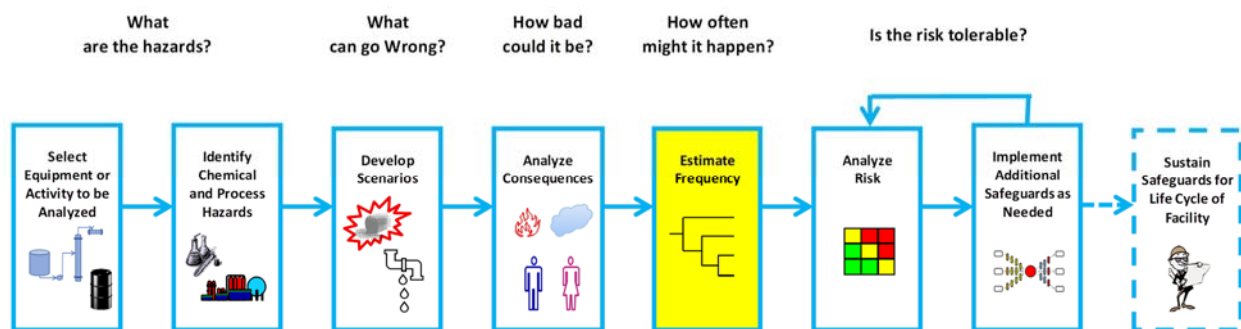 What
are the hazards?
What
can go Wrong?
How bad
could it be?
How often
might it happen?
Is the risk tolerable?
Select
Equipment or
Activity to be
Analyzed
Identify
Chemical
and Process
Hazards
Develop
Scenarios
Analyze
Consequences
Estimate
Frequency
Analyze
Risk
Implement
Additional
Safeguards as
Needed
Sustain
Safeguards for
Life Cycle of
Facility